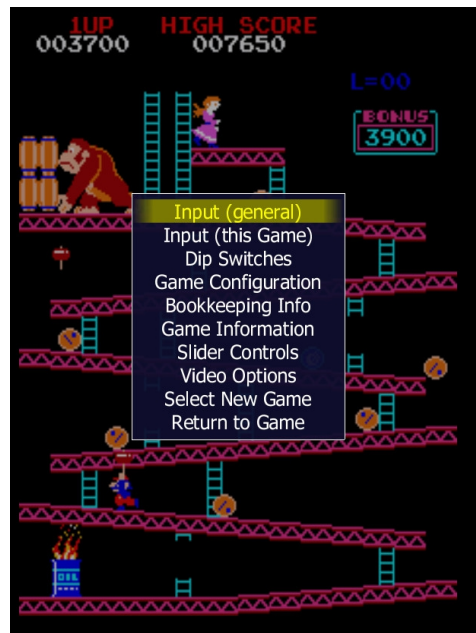 1UP HIGH SCORE
003700 007650
L=00
BONUS
3900
Input (general)
Input (this Game)
Dip Switches
Game Configuration
Bookkeeping Info
Game Information
Slider Controls
Video Options
Select New Game
Return to Game
OIL